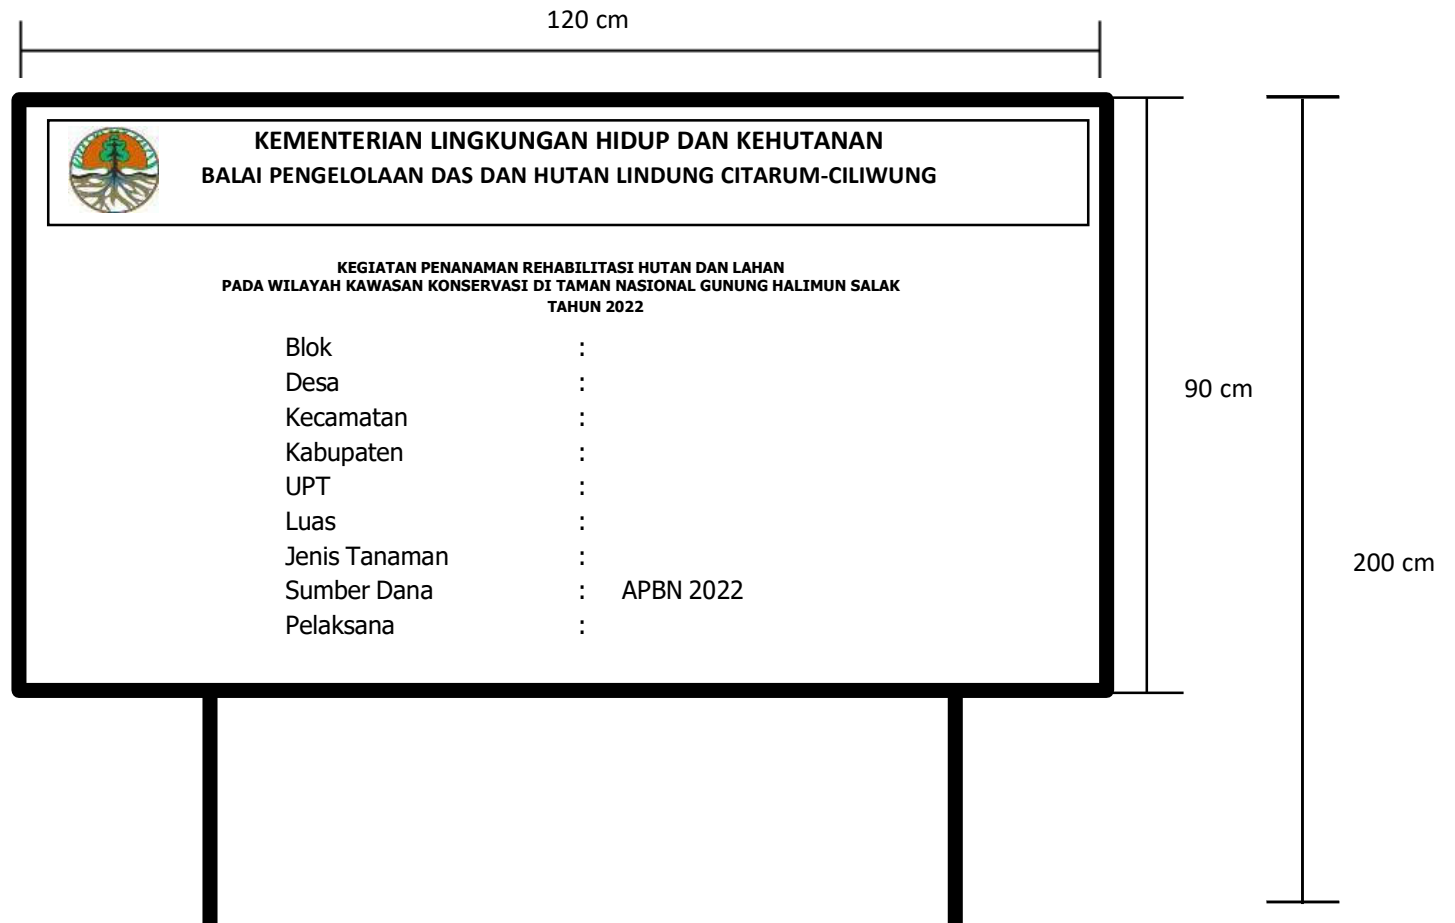 120 cm
KEMENTERIAN LINGKUNGAN HIDUP DAN KEHUTANAN
BALAI PENGELOLAAN DAS DAN HUTAN LINDUNG CITARUM-CILIWUNG
KEGIATAN PENANAMAN REHABILITASI HUTAN DAN LAHAN
PADA WILAYAH KAWASAN KONSERVASI DI TAMAN NASIONAL GUNUNG HALIMUN SALAK
TAHUN 2022
Blok :
Desa :
Kecamatan :
Kabupaten :
UPT :
Luas :
Jenis Tanaman :
Sumber Dana : APBN 2022
Pelaksana :
90 cm
200 cm